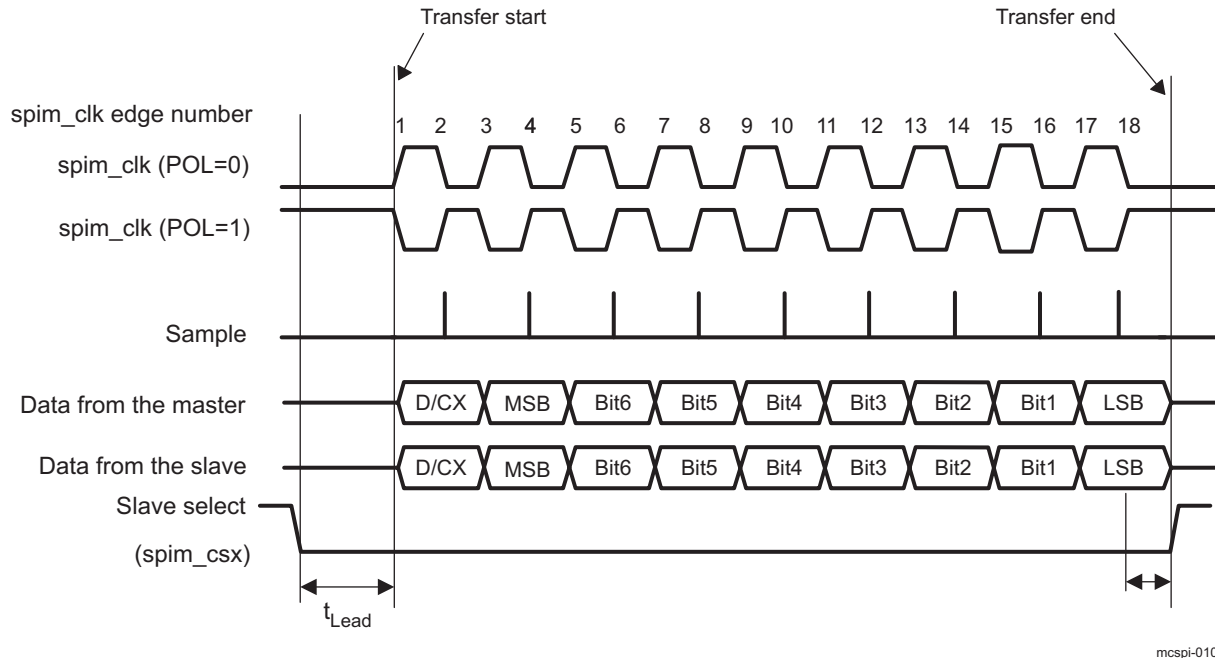 Transfer start
Transfer end
spim_clk edge number
1 2 3 4 5 6 7 8 9 10 11 12 13 14 15 16 17 18
spim_clk (POL=0)
spim_clk (POL=1)
Sample
Data from the master
D/CX MSB Bit6 Bit5 Bit4 Bit3 Bit2 Bit1 LSB
Data from the slave
D/CX MSB Bit6 Bit5 Bit4 Bit3 Bit2 Bit1 LSB
Slave select
(spim_csx)
tLead
mcspi-010